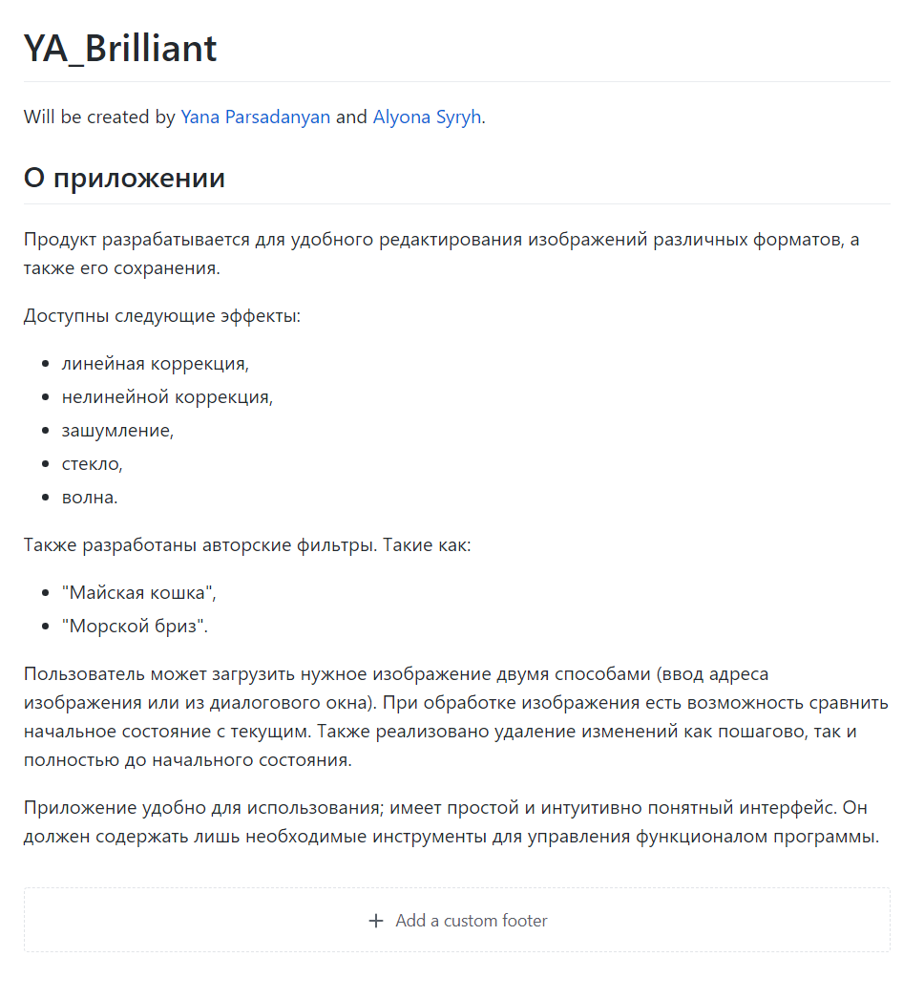 YA_Brilliant
Will be created by Yana Parsadanyan and Alyona Syryh.
О приложении
Продукт разрабатывается для удобного редактирования изображений различных форматов, а
также его сохранения.
Доступны следующие эффекты:
линейная коррекция,
нелинейной коррекция,
зашумление,
стекло,
волна.
Также разработаны авторские фильтры. Такие как:
"Майская кошка",
"Морской бриз".
Пользователь может загрузить нужное изображение двумя способами (ввод адреса
изображения или из диалогового окна). При обработке изображения есть возможность сравнить
начальное состояние с текущим. Также реализовано удаление изменений как пошагово, так и
полностью до начального состояния.
Приложение удобно для использования; имеет простой и интуитивно понятный интерфейс. Он
должен содержать лишь необходимые инструменты для управления функционалом программы.
Add a custom footer